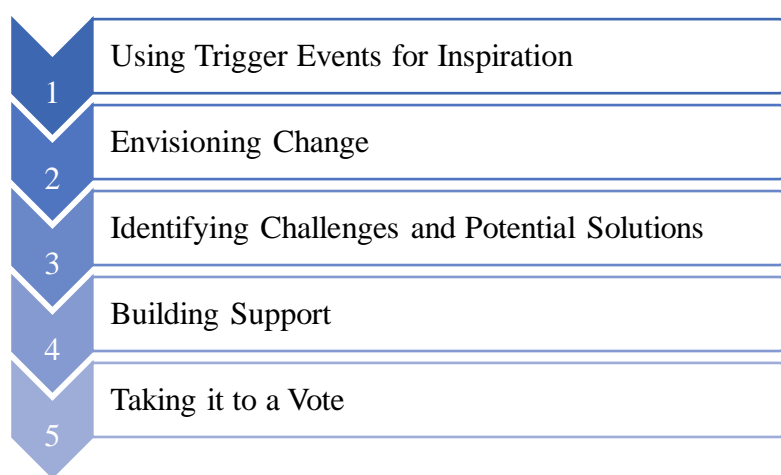 1 Using Trigger Events for Inspiration
2 Envisioning Change
3 Identifying Challenges and Potential Solutions
4 Building Support
5 Taking it to a Vote